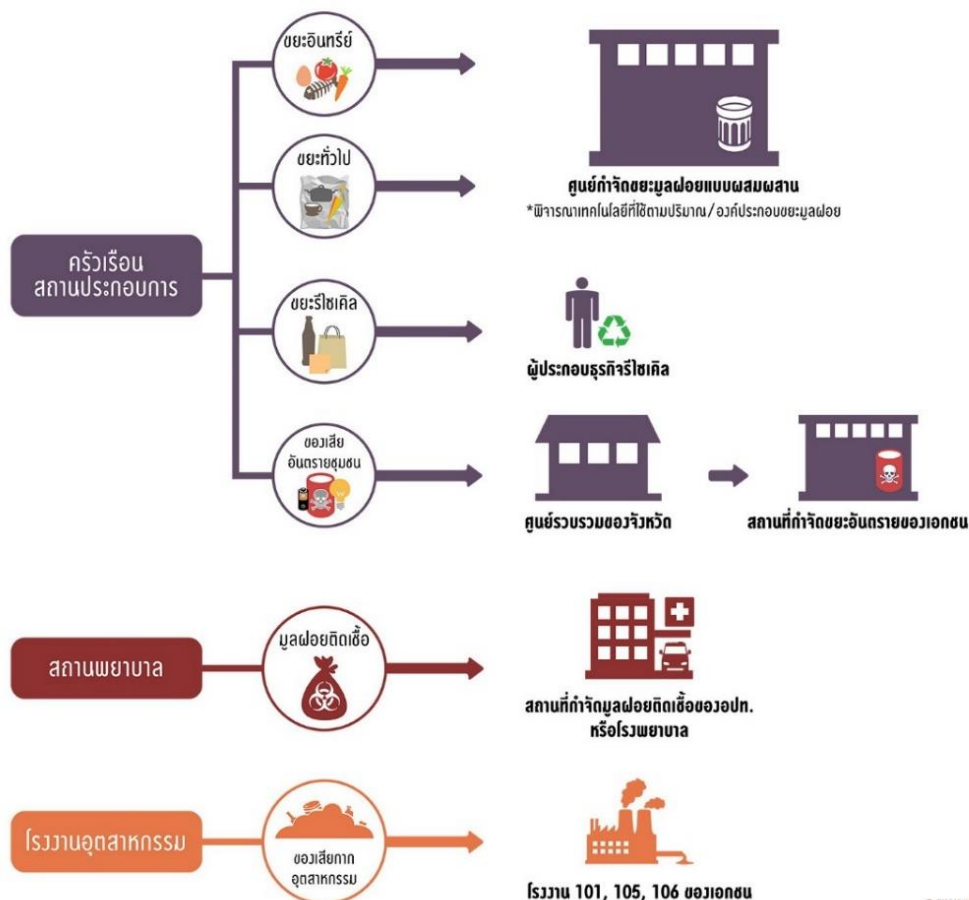 ขยะอินทรีย์
ขยะทั่วไป
ศูนย์กำจัดขยะมูลฝอยแบบผสมผสาน
*พิจารณาเทคโนโลยีที่ใช้ตามปริมาณ/องค์ประกอบขยะมูลฝอย
ครัวเรือน
สถานประกอบการ
ขยะรีไซเคิล
ผู้ประกอบธุรกิจรีไซเคิล
ของเสีย
อันตรายชุมชน
ศูนย์รวบรวมของจังหวัด
สถานที่กำจัดขยะอันตรายของเอกชน
สถานพยาบาล
มูลฝอยติดเชื้อ
สถานที่กำจัดมูลฝอยติดเชื้อของอปท.
หรือโรงพยาบาล
โรงงานอุตสาหกรรม
ของเสียกาก
อุตสาหกรรม
โรงงาน 101, 105, 106 ของเอกชน